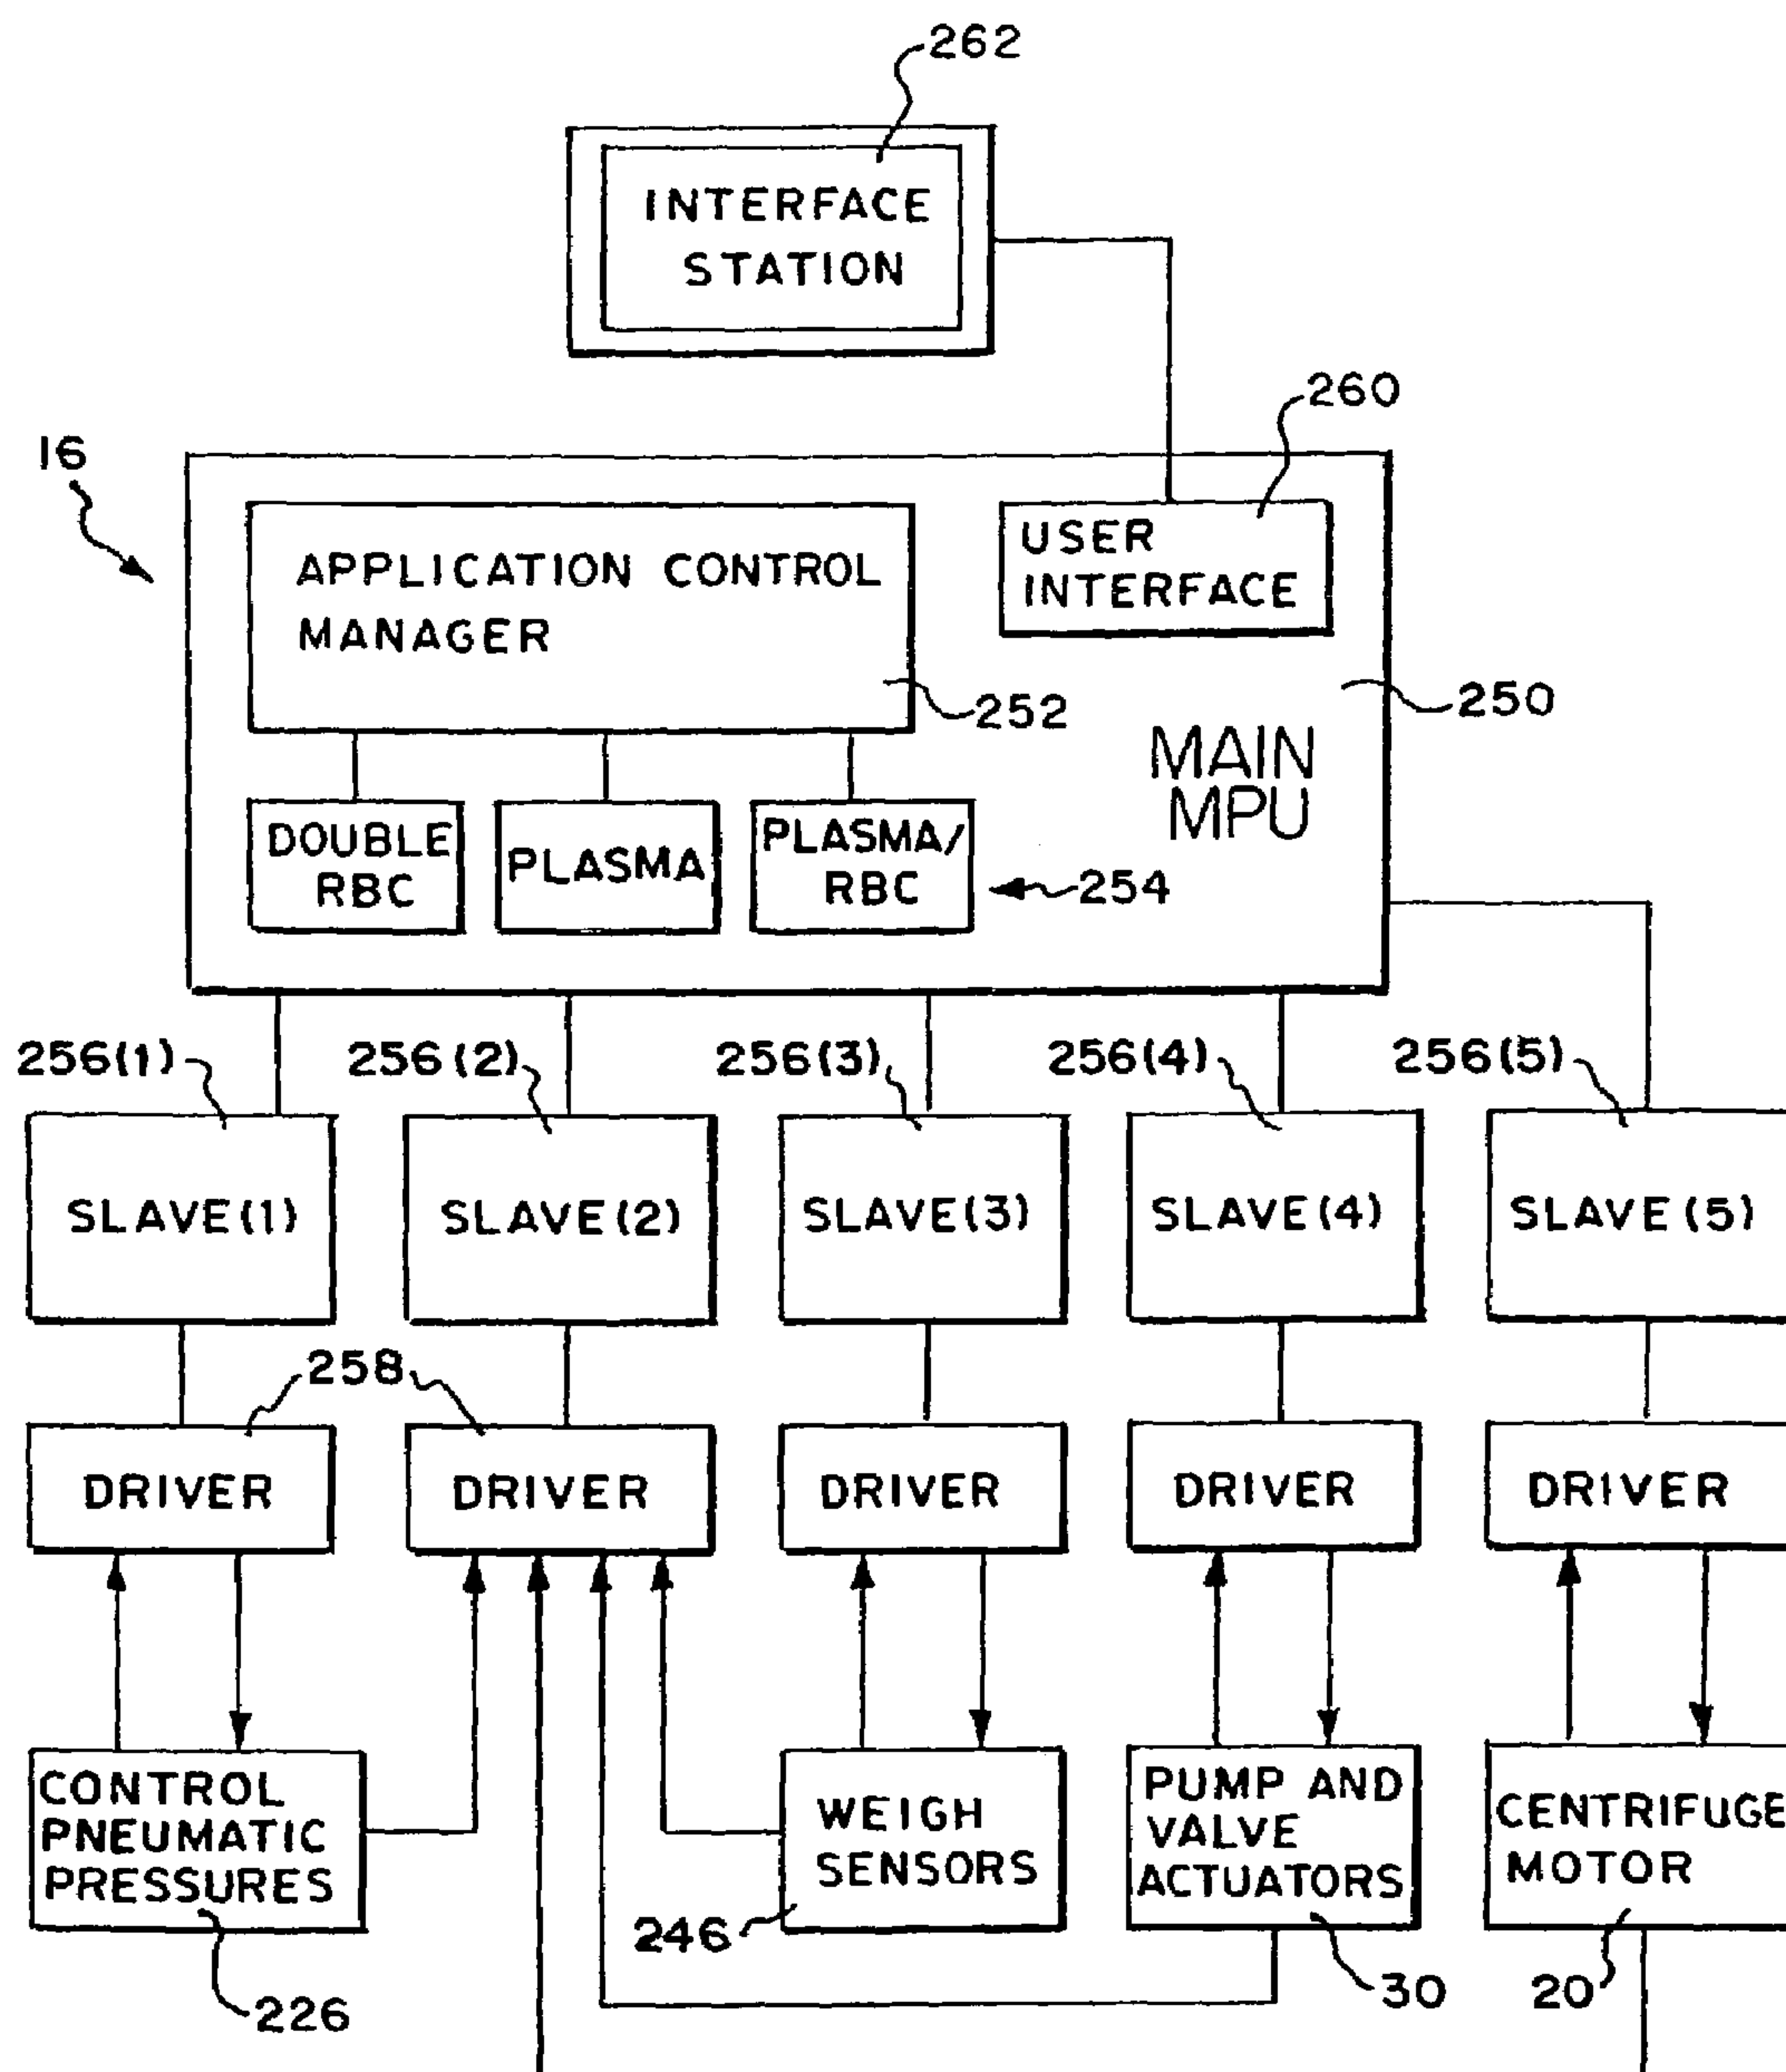 262
INTERFACE
STATION
260
16
USER
INTERFACE
APPLICATION CONTROL
MANAGER
252
250
MAIN
MPU
DOUBLE
RBC
PLASMA
PLASMA/
RBC
254
256(1)
256(2)
256(3)
256(4)
256(5)
SLAVE(1)
SLAVE(2)
SLAVE(3)
SLAVE(4)
SLAVE(5)
258
DRIVER
DRIVER
DRIVER
DRIVER
DRIVER
CONTROL
PNEUMATIC
PRESSURES
WEIGH
SENSORS
PUMP AND
VALVE
ACTUATORS
CENTRIFUGE
MOTOR
226
246
30
20